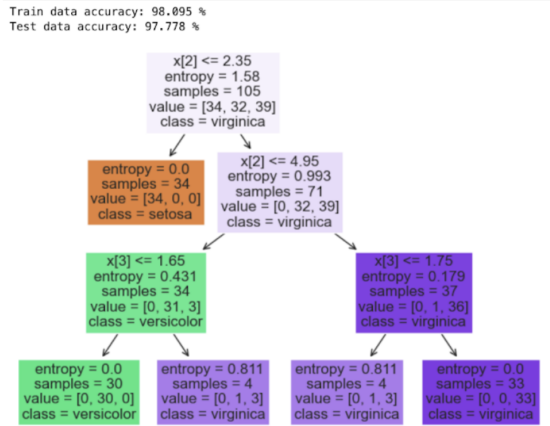 Train data accuracy: 98.095 %
Test data accuracy: 97.778 %
x[2] <= 2.35
entropy = 1.58
samples = 105
value = [34, 32, 39]
class = virginica
entropy = 0.0
samples = 34
value = [34, 0, 0]
class = setosa
x[2] <= 4.95
entropy = 0.993
samples = 71
value = [0, 32, 39]
class = virginica
x[3] <= 1.65
entropy = 0.431
samples = 34
value = [0, 31, 3]
class = versicolor
x[3] <= 1.75
entropy = 0.179
samples = 37
value = [0, 1, 36]
class = virginica
entropy = 0.0
samples = 30
value = [0, 30, 0]
class = versicolor
entropy = 0.811
samples = 4
value = [0, 1, 3]
class = virginica
entropy = 0.811
samples = 4
value = [0, 1, 3]
class = virginica
entropy = 0.0
samples = 33
value = [0, 0, 33]
class = virginica